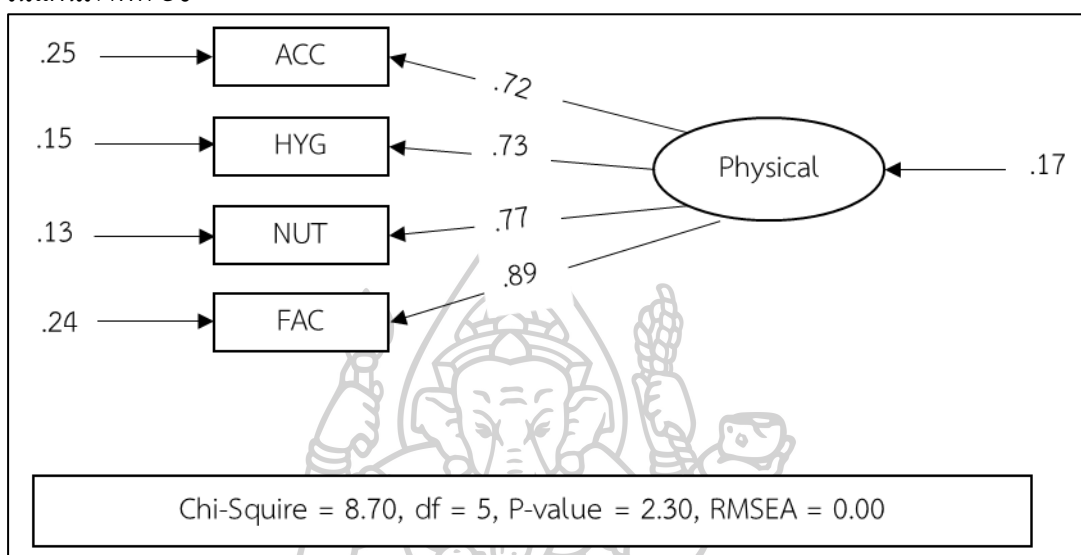 .25
ACC
.72
.15
HYG
.73
Physical
.17
.13
NUT
.77
.24
FAC
.89
Chi-Squire = 8.70, df = 5, P-value = 2.30, RMSEA = 0.00